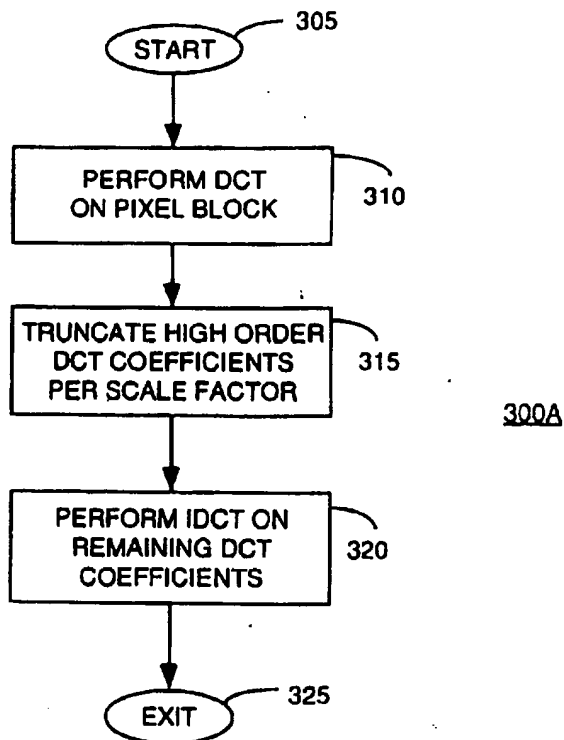 START
305
PERFORM DCT
ON PIXEL BLOCK
310
TRUNCATE HIGH ORDER
DCT COEFFICIENTS
PER SCALE FACTOR
315
300A
PERFORM IDCT ON
REMAINING DCT
COEFFICIENTS
320
EXIT
325